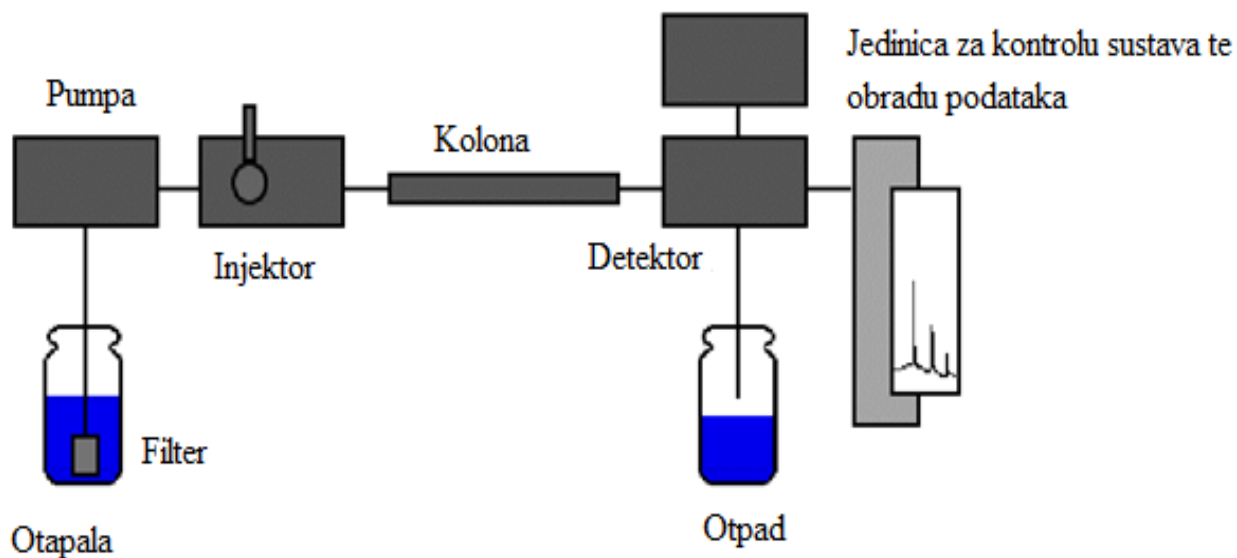 Jedinica za kontrolu sustava te
obradu podataka
Pumpa
Kolona
Injektor
Detektor
Filter
Otapala
Otpad